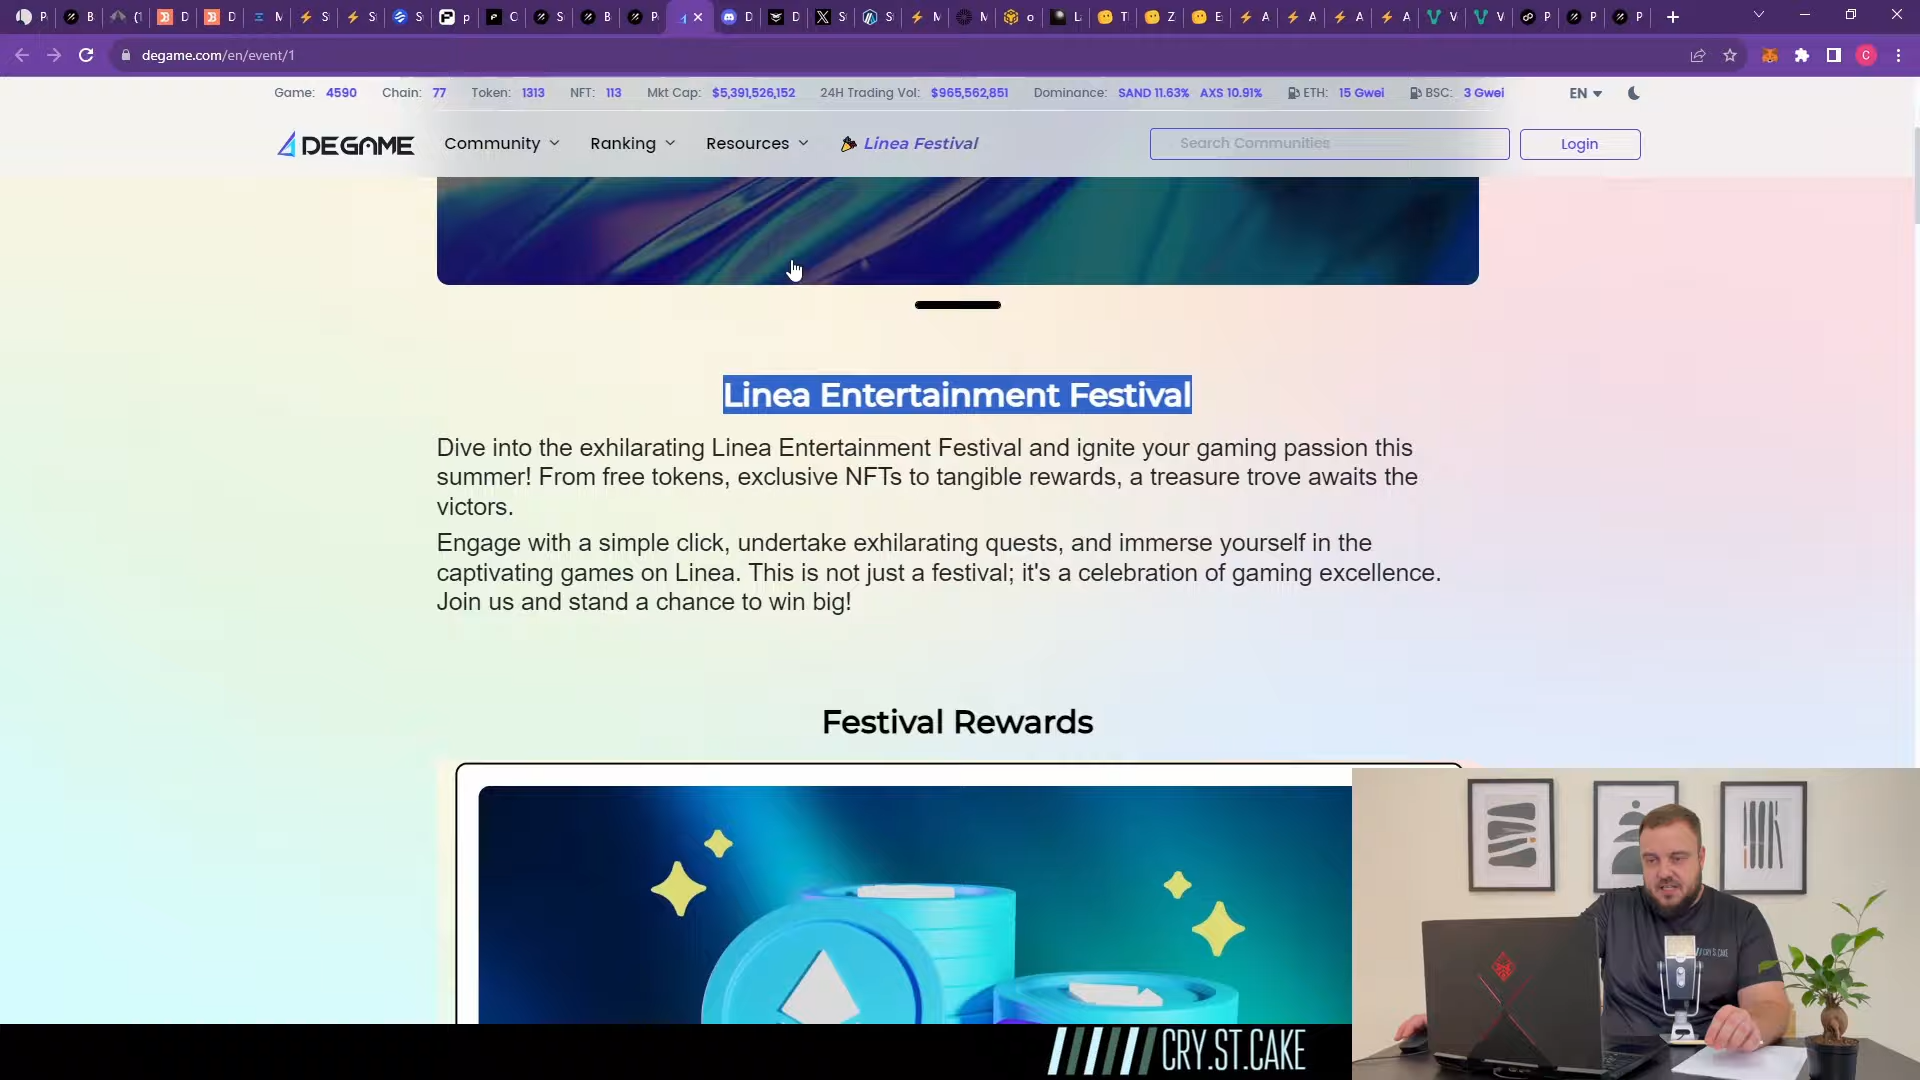 degame.com/en/event/1
Game: 4590 Chain: 77 Token: 1313 NFT: 113 Mkt Cap: $5,391,526,152 24H Trading Vol: $965,562,851 Dominance: SAND 11.63% AXS 10.91% ETH: 15 Gwei BSC: 3 Gwei EN
DEGAME Community Ranking Resources Linea Festival Search Communities Login
Linea Entertainment Festival
Dive into the exhilarating Linea Entertainment Festival and ignite your gaming passion this
summer! From free tokens, exclusive NFTs to tangible rewards, a treasure trove awaits the
victors.
Engage with a simple click, undertake exhilarating quests, and immerse yourself in the
captivating games on Linea. This is not just a festival; it's a celebration of gaming excellence.
Join us and stand a chance to win big!
Festival Rewards
CRY.ST.CAKE
CRY.ST.CAKE